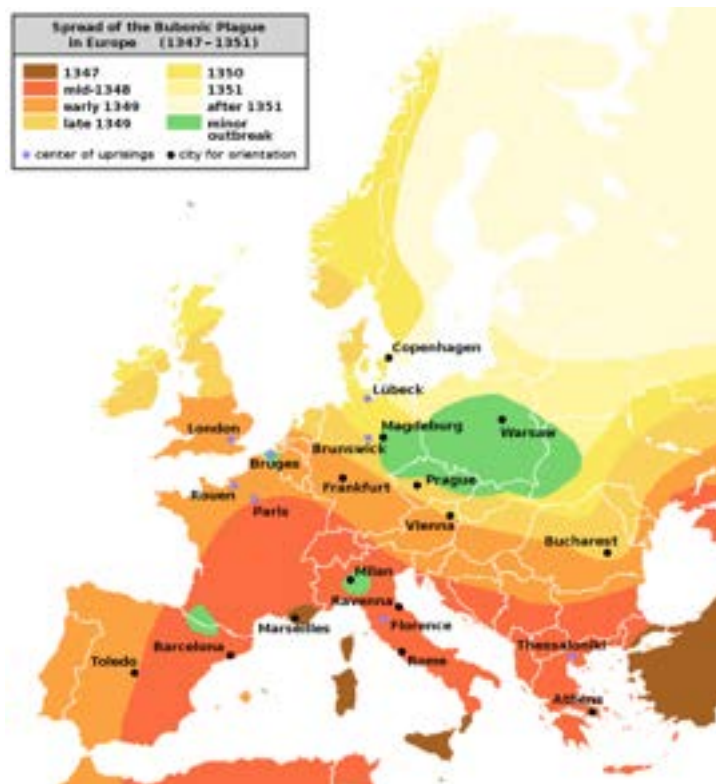 Spread of the Bubonic Plague
in Europe (1347–1351)
1347
mid-1348
early 1349
late 1349
1350
1351
after 1351
minor
outbreak
center of uprisings
city for orientation
Copenhagen
Lübeck
Magdeburg
Warsaw
London
Brunswick
Bruges
Frankfurt
Prague
Rouen
Paris
Vienna
Bucharest
Milan
Ravenna
Marseilles
Florence
Barcelona
Thessaloniki
Toledo
Rome
Athens